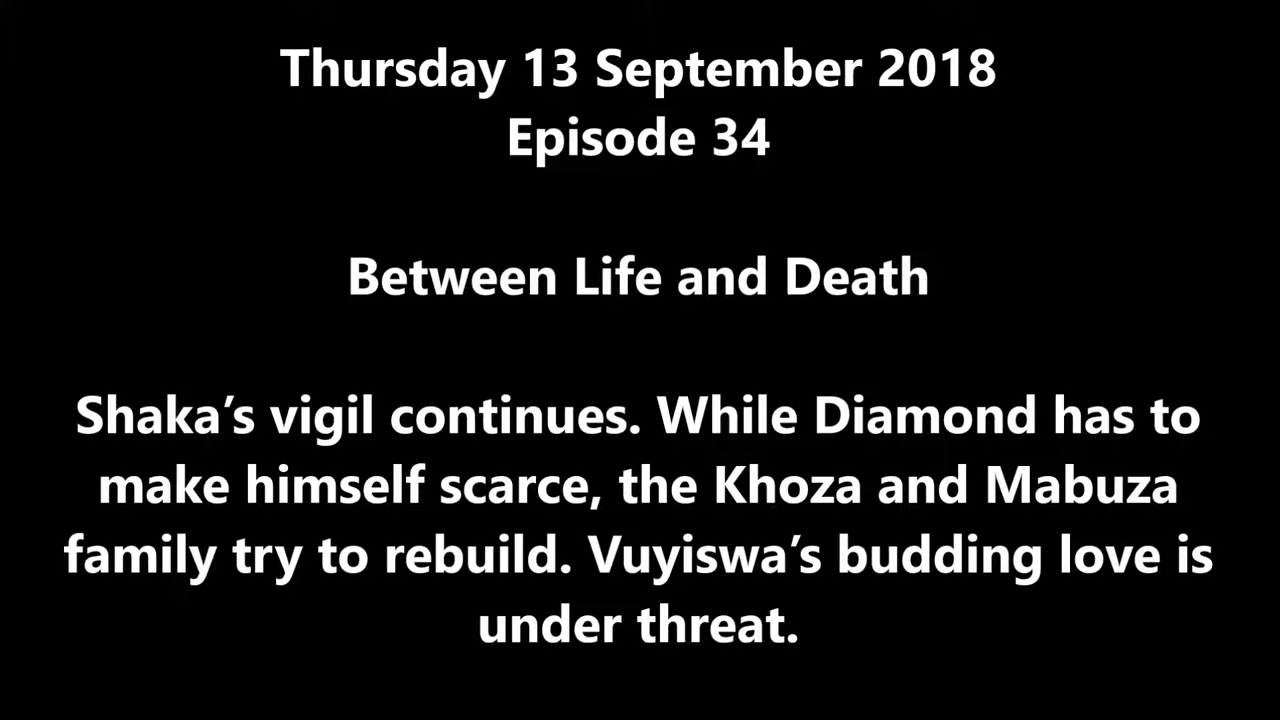 Thursday 13 September 2018
Episode 34
Between Life and Death
Shaka’s vigil continues. While Diamond has to
make himself scarce, the Khoza and Mabuza
family try to rebuild. Vuyiswa’s budding love is
under threat.